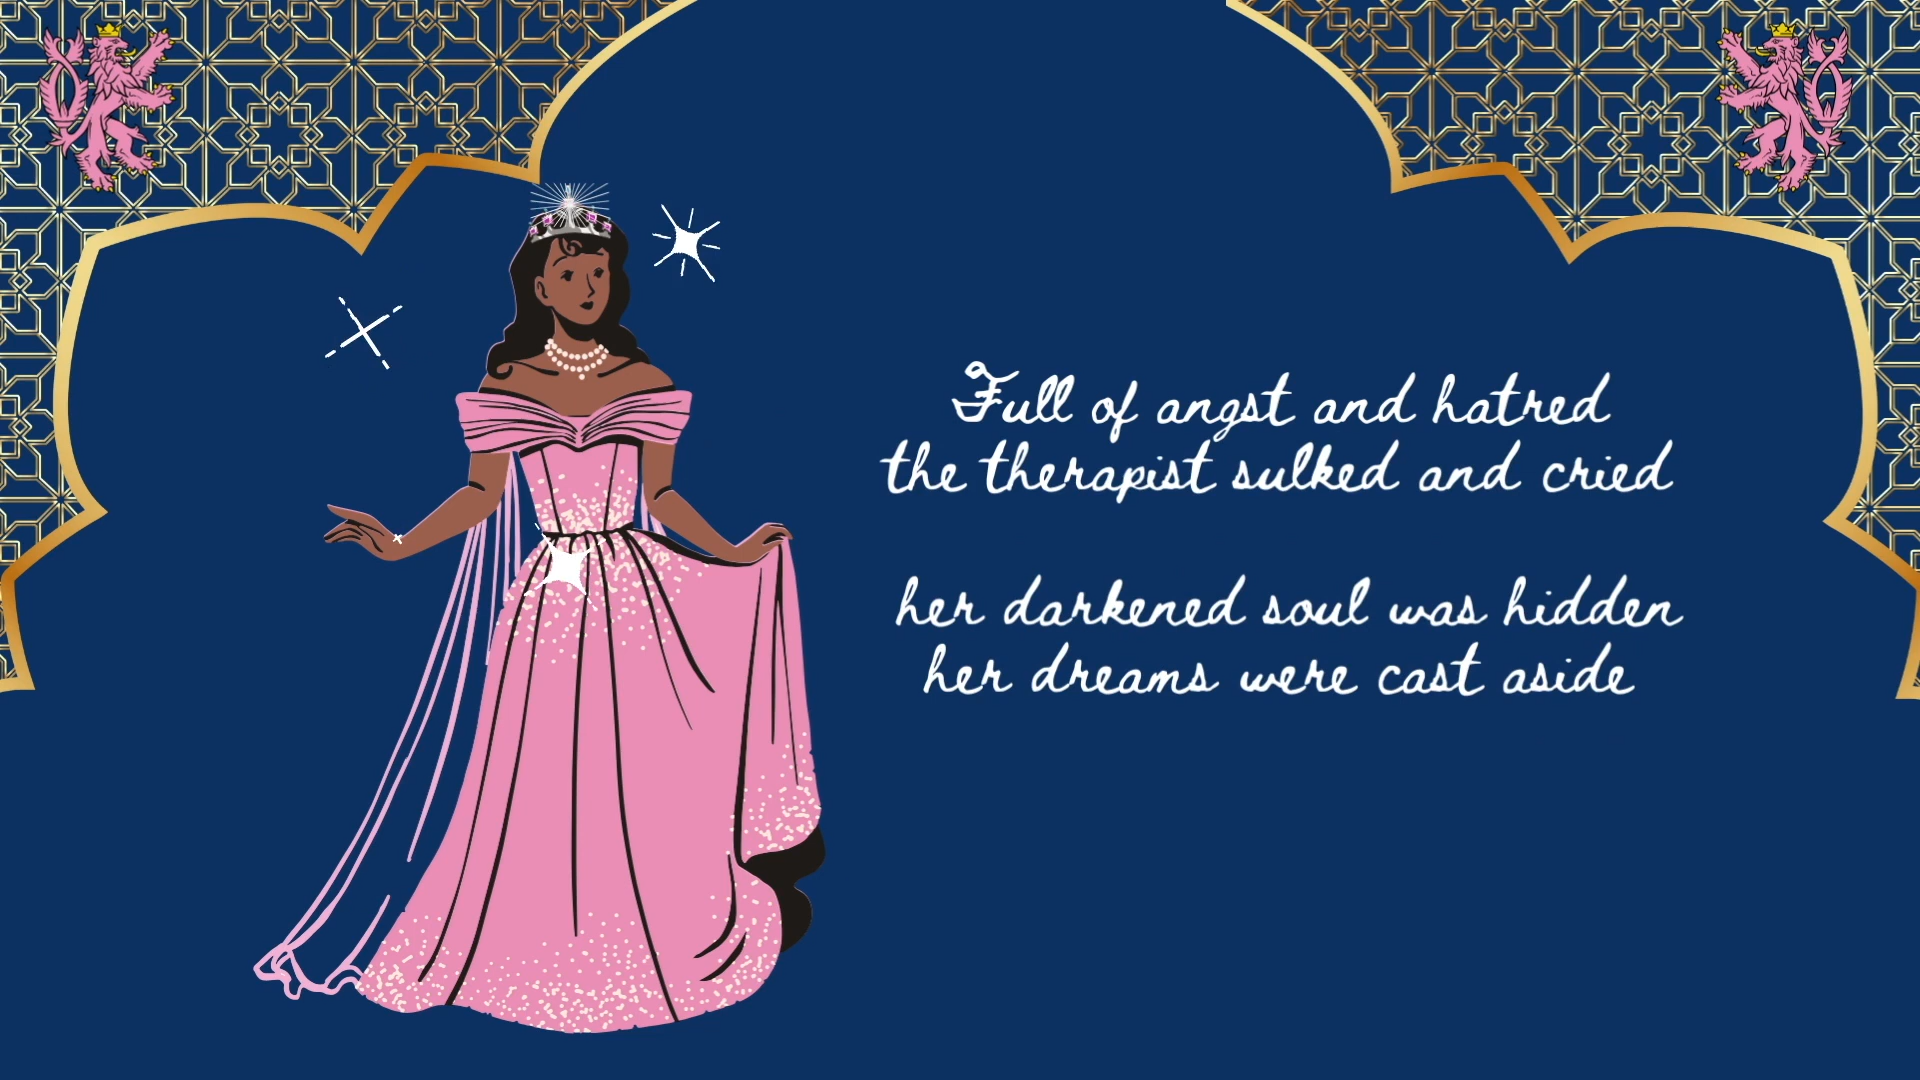 Full of angst and hatred
the therapist sulked and cried
her darkened soul was hidden
her dreams were cast aside